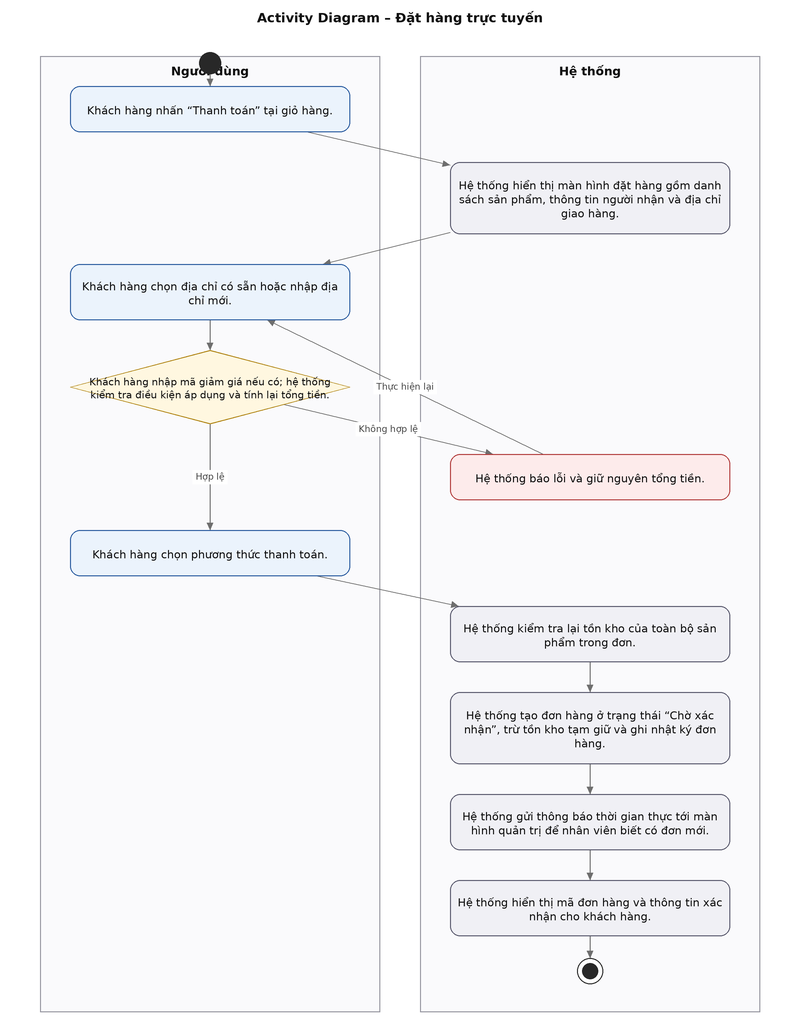 Activity Diagram – Đặt hàng trực tuyến
Người dùng
Hệ thống
Khách hàng nhấn “Thanh toán” tại giỏ hàng.
Hệ thống hiển thị màn hình đặt hàng gồm danh
sách sản phẩm, thông tin người nhận và địa chỉ
giao hàng.
Khách hàng chọn địa chỉ có sẵn hoặc nhập địa
chỉ mới.
Khách hàng nhập mã giảm giá nếu có; hệ thống
kiểm tra điều kiện áp dụng và tính lại tổng tiền.
Thực hiện lại
Không hợp lệ
Hợp lệ
Hệ thống báo lỗi và giữ nguyên tổng tiền.
Khách hàng chọn phương thức thanh toán.
Hệ thống kiểm tra lại tồn kho của toàn bộ sản
phẩm trong đơn.
Hệ thống tạo đơn hàng ở trạng thái “Chờ xác
nhận”, trừ tồn kho tạm giữ và ghi nhật ký đơn
hàng.
Hệ thống gửi thông báo thời gian thực tới màn
hình quản trị để nhân viên biết có đơn mới.
Hệ thống hiển thị mã đơn hàng và thông tin xác
nhận cho khách hàng.